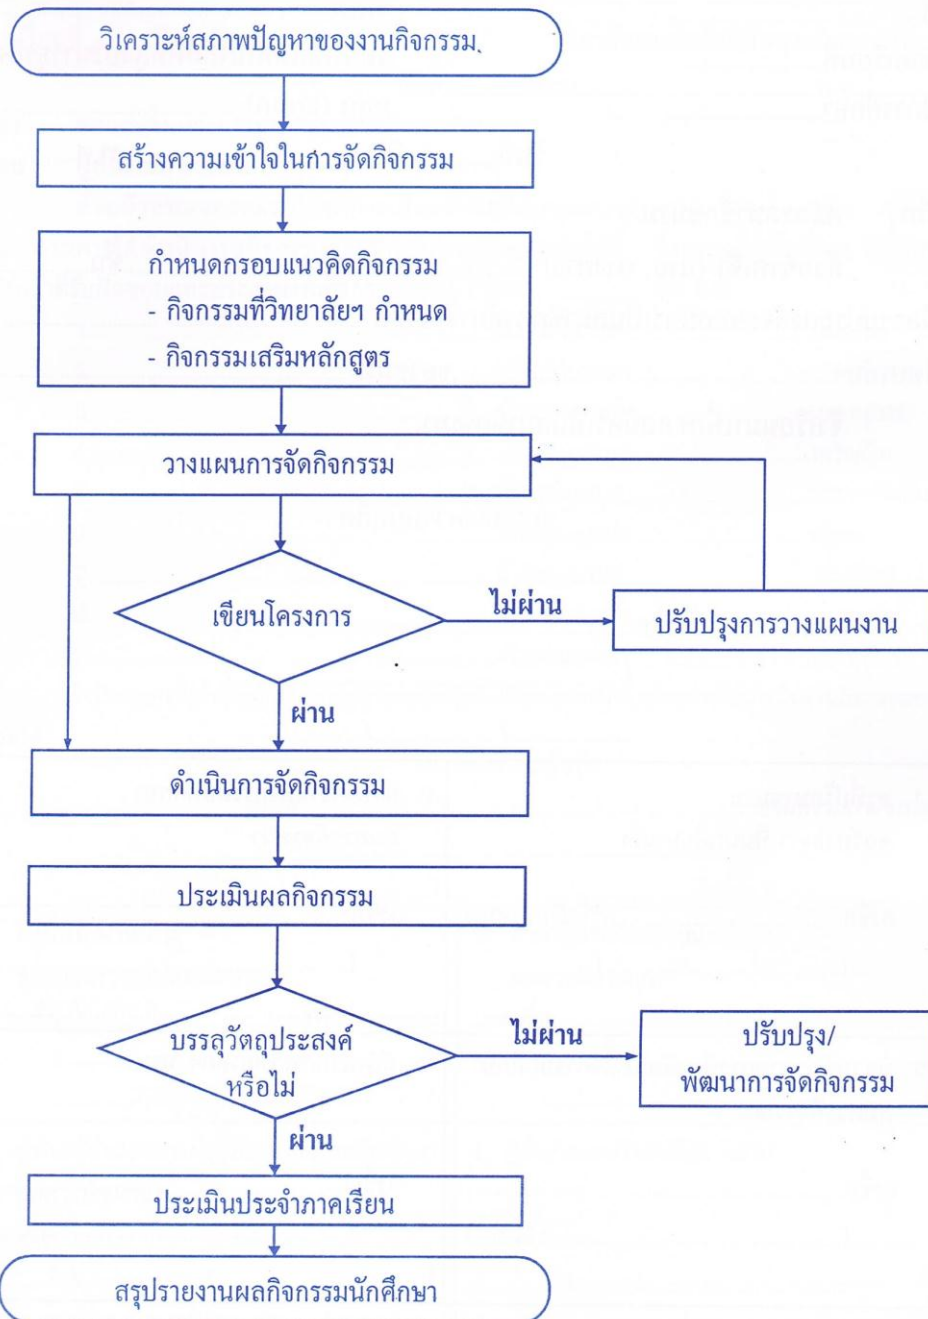 วิเคราะห์สภาพปัญหาของงานกิจกรรม
สร้างความเข้าใจในการจัดกิจกรรม
กำหนดกรอบแนวคิดกิจกรรม
- กิจกรรมที่วิทยาลัยฯ กำหนด
- กิจกรรมเสริมหลักสูตร
วางแผนการจัดกิจกรรม
เขียนโครงการ
ไม่ผ่าน
ปรับปรุงการวางแผนงาน
ผ่าน
ดำเนินการจัดกิจกรรม
ประเมินผลกิจกรรม
บรรลุวัตถุประสงค์
หรือไม่
ไม่ผ่าน
ปรับปรุง/
พัฒนาการจัดกิจกรรม
ผ่าน
ประเมินประจำภาคเรียน
สรุปรายงานผลกิจกรรมนักศึกษา